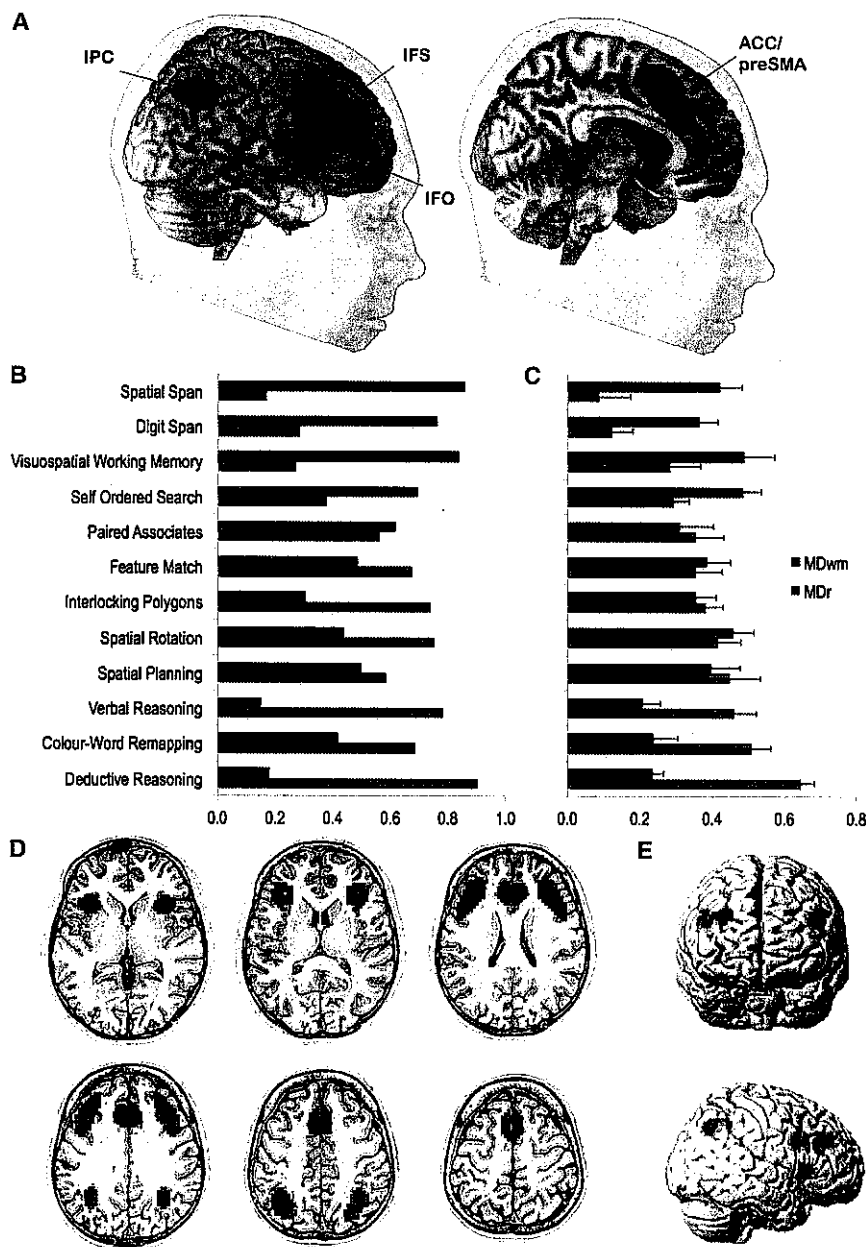 A
IPC
IFS
IFO
ACC/
preSMA
B
C
Spatial Span
Digit Span
Visuospatial Working Memory
Self Ordered Search
Paired Associates
Feature Match
Interlocking Polygons
Spatial Rotation
Spatial Planning
Verbal Reasoning
Colour-Word Remapping
Deductive Reasoning
MDwm
MDr
0.0 0.2 0.4 0.6 0.8 1.0
0.0 0.2 0.4 0.6 0.8
D
E